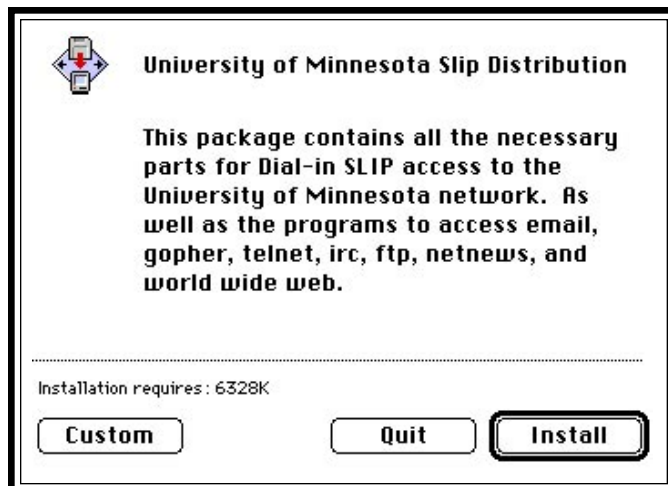 University of Minnesota Slip Distribution
This package contains all the necessary
parts for Dial-in SLIP access to the
University of Minnesota network. As
well as the programs to access email,
gopher, telnet, irc, ftp, netnews, and
world wide web.
Installation requires: 6328K
Custom
Quit
Install